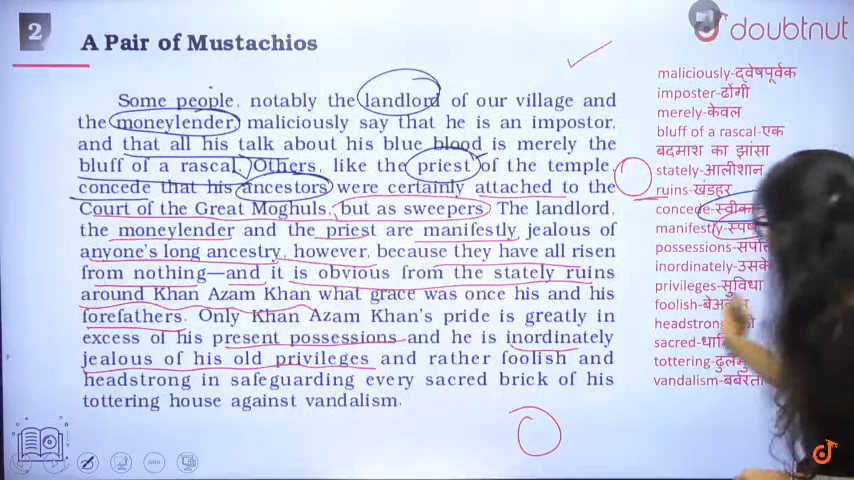 2
A Pair of Mustachios
doubtnut
Some people, notably the landlord of our village and
the moneylender, maliciously say that he is an impostor,
and that all his talk about his blue blood is merely the
bluff of a rascal. Others, like the priest of the temple,
concede that his ancestors were certainly attached to the
Court of the Great Moghuls, but as sweepers. The landlord,
the moneylender and the priest are manifestly jealous of
anyone's long ancestry, however, because they have all risen
from nothing—and it is obvious from the stately ruins
around Khan Azam Khan what grace was once his and his
forefathers. Only Khan Azam Khan's pride is greatly in
excess of his present possessions and he is inordinately
jealous of his old privileges and rather foolish and
headstrong in safeguarding every sacred brick of his
tottering house against vandalism.
maliciously-द्वेषपूर्वक
imposter-ढोंगी
merely-केवल
bluff of a rascal-एक
बदमाश का झांसा
stately-आलीशान
ruins-खंडहर
concede
manifestly
possessions
inordinately-उसके
privileges-सुविधा
foolish
headstrong
sacred
tottering
vandalism-बर्बरता